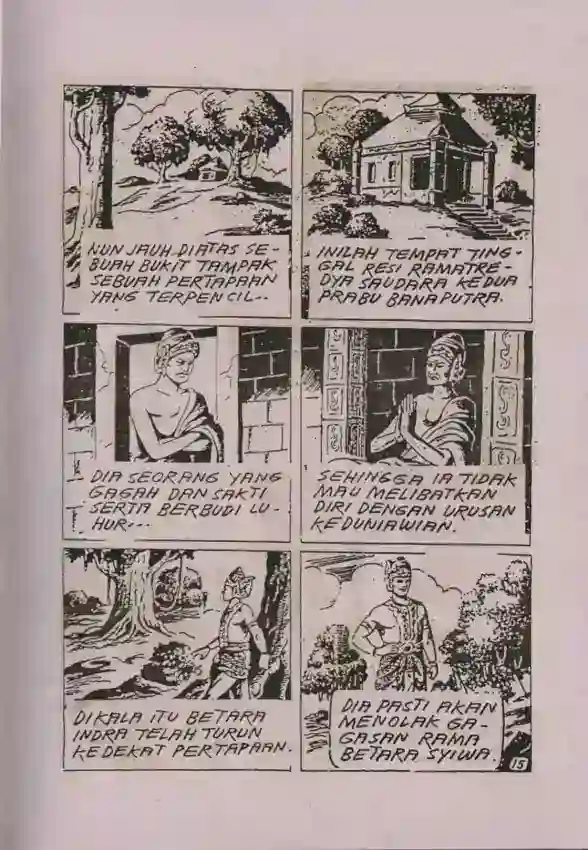 NUN JAUH DIATAS SE-
BUAH BUKIT TAMPAK
SEBUAH PERTAPAAN
YANG TERPENCIL..
INILAH TEMPAT TING-
GAL RESI RAMATRE-
DYA SAUDARA KEDUA
PRABU BANAPUTRA.
DIA SEORANG YANG
GAGAH DAN SAKTI
SERTA BERBUDI LU-
HUR...
SEHINGGA IA TIDAK
MAU MELIBATKAN
DIRI DENGAN URUSAN
KEDUNIAWIAN.
DIKALA ITU BETARA
INDRA TELAH TURUN
KEDEKAT PERTAPAAN.
DIA PASTI AKAN
MENOLAK GA-
GASAN RAMA
BETARA SYIWA.
15